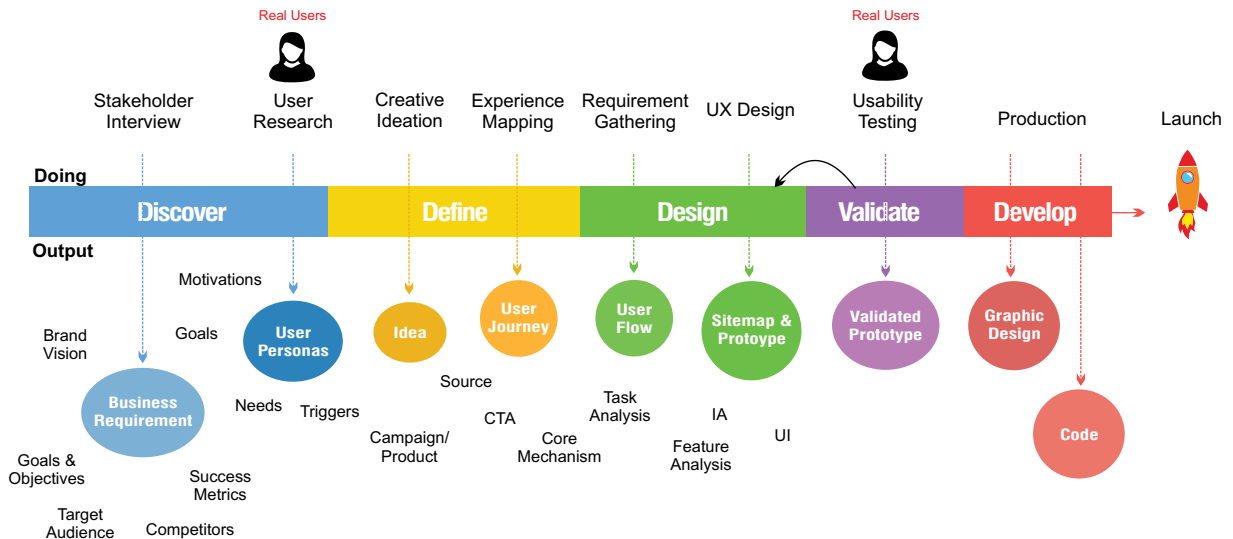 Real Users
Real Users
Stakeholder
Interview
User
Research
Creative
Ideation
Experience
Mapping
Requirement
Gathering
UX Design
Usability
Testing
Production
Launch
Doing
Discover
Define
Design
Validate
Develop
Output
Motivations
Goals
Brand
Vision
User
Personas
Idea
User
Journey
User
Flow
Sitemap &
Protoype
Validated
Prototype
Graphic
Design
Business
Requirement
Needs
Triggers
Source
CTA
Campaign/
Product
Core
Mechanism
Task
Analysis
IA
Feature
Analysis
UI
Code
Goals &
Objectives
Success
Metrics
Target
Audience
Competitors